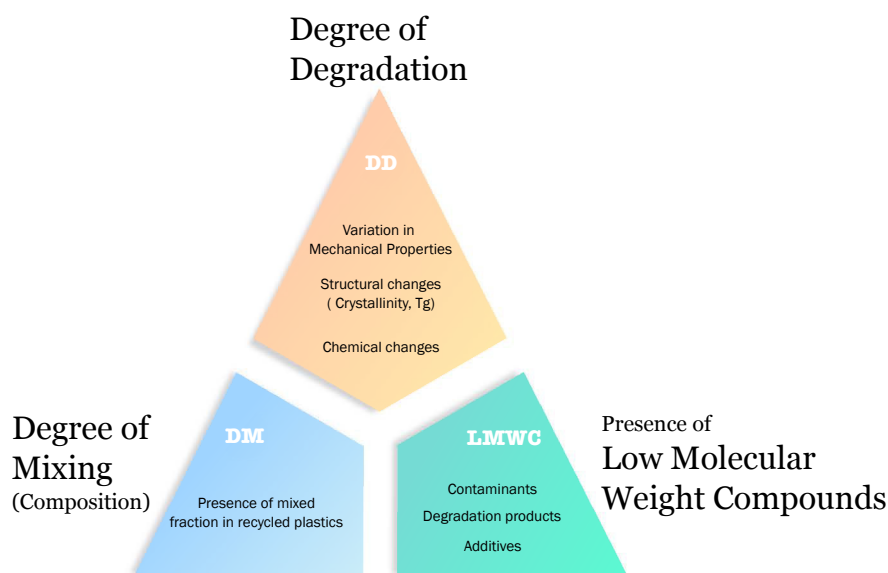 Degree of
Degradation
DD
Variation in
Mechanical Properties
Structural changes
( Crystallinity, Tg)
Chemical changes
Degree of
Mixing
(Composition)
DM
Presence of mixed
fraction in recycled plastics
LMWC
Contaminants
Degradation products
Additives
Presence of
Low Molecular
Weight Compounds